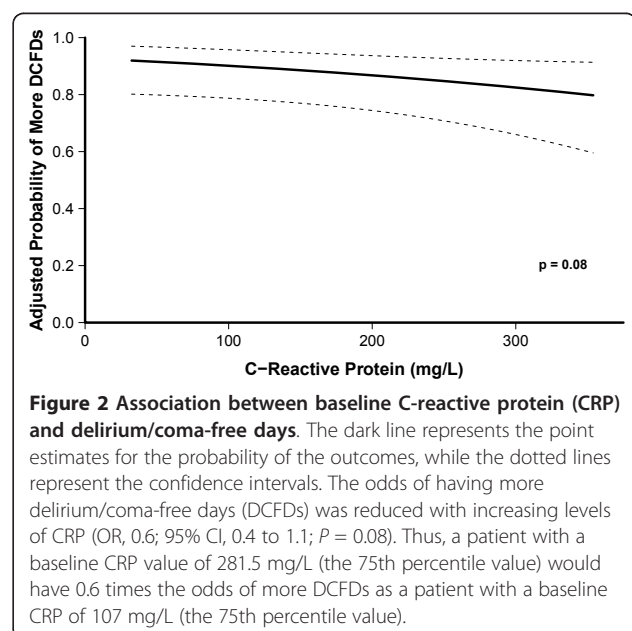 1.0
0.8
0.6
0.4
0.2
0.0
Adjusted Probability of More DCFDs
p = 0.08
0
100
200
300
C−Reactive Protein (mg/L)
Figure 2 Association between baseline C-reactive protein (CRP)
and delirium/coma-free days. The dark line represents the point
estimates for the probability of the outcomes, while the dotted lines
represent the confidence intervals. The odds of having more
delirium/coma-free days (DCFDs) was reduced with increasing levels
of CRP (OR, 0.6; 95% CI, 0.4 to 1.1; P = 0.08). Thus, a patient with a
baseline CRP value of 281.5 mg/L (the 75th percentile value) would
have 0.6 times the odds of more DCFDs as a patient with a baseline
CRP of 107 mg/L (the 75th percentile value).